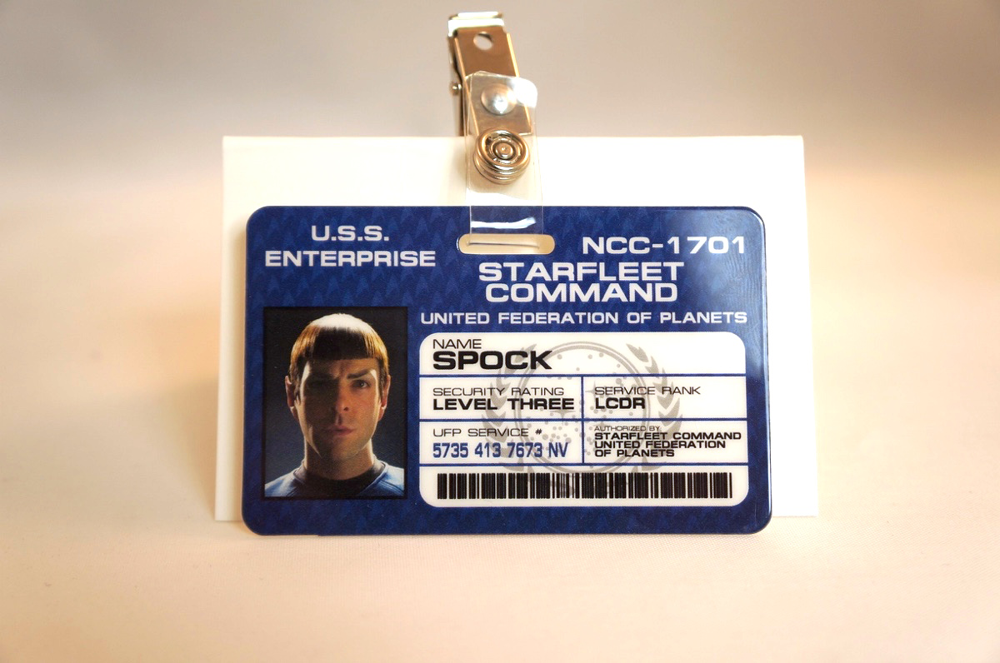 U.S.S.
ENTERPRISE
NCC-1701
STARFLEET
COMMAND
UNITED FEDERATION OF PLANETS
NAME
SPOCK
SECURITY RATING
LEVEL THREE
SERVICE RANK
LCDR
UFP SERVICE #
5735 413 7673 NV
AUTHORIZED BY
STARFLEET COMMAND
UNITED FEDERATION
OF PLANETS